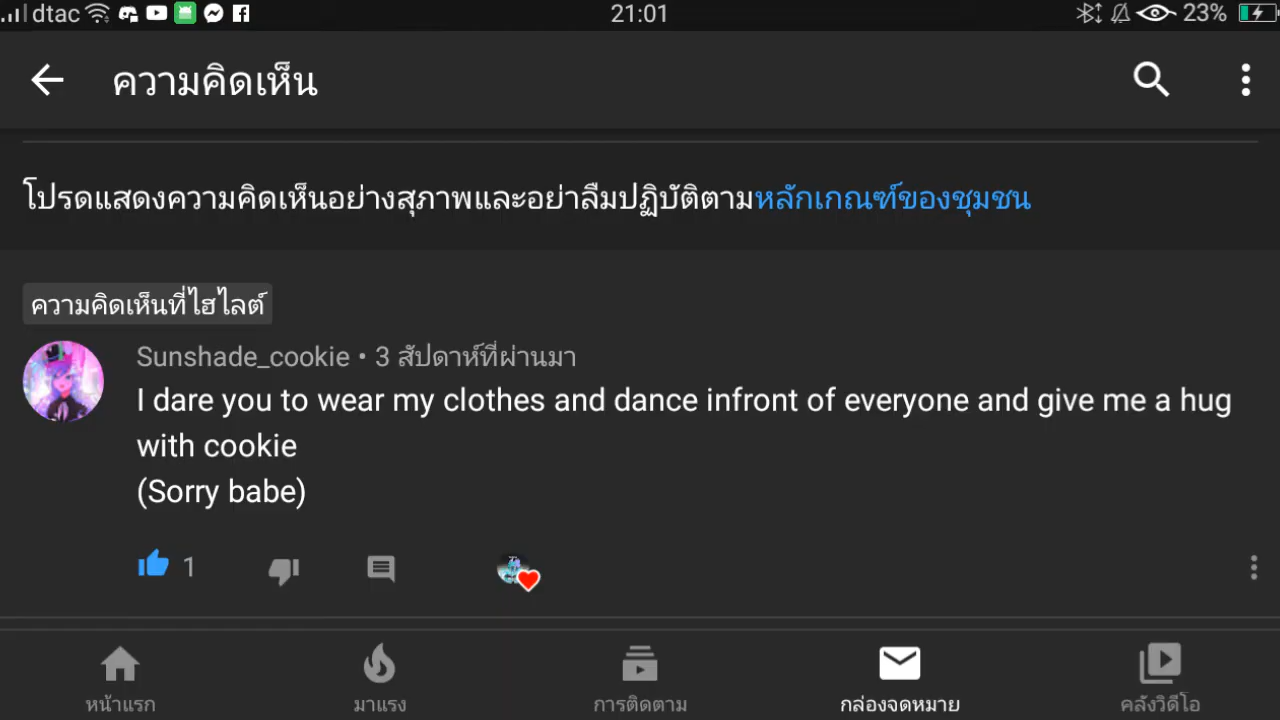 dtac 21:01 23%
ความคิดเห็น
โปรดแสดงความคิดเห็นอย่างสุภาพและอย่าลืมปฏิบัติตามหลักเกณฑ์ของชุมชน
ความคิดเห็นที่ไฮไลต์
Sunshade_cookie • 3 สัปดาห์ที่ผ่านมา
I dare you to wear my clothes and dance infront of everyone and give me a hug
with cookie
(Sorry babe)
1
หน้าแรก มาแรง การติดตาม กล่องจดหมาย คลังวิดีโอ